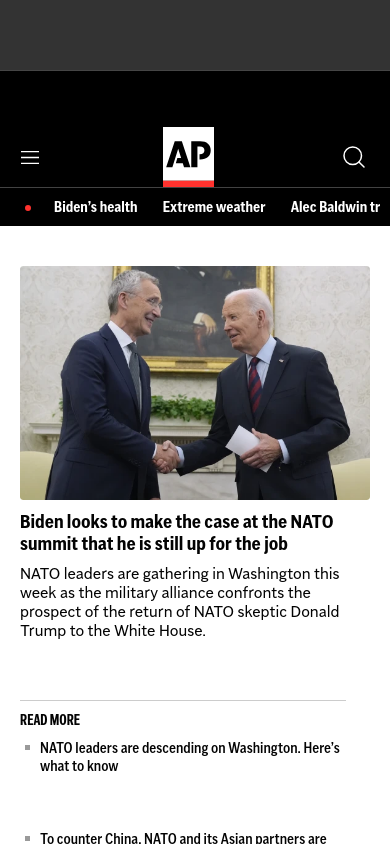 AP
Biden’s health Extreme weather Alec Baldwin tr
Biden looks to make the case at the NATO
summit that he is still up for the job
NATO leaders are gathering in Washington this
week as the military alliance confronts the
prospect of the return of NATO skeptic Donald
Trump to the White House.
READ MORE
NATO leaders are descending on Washington. Here’s
what to know
To counter China, NATO and its Asian partners are